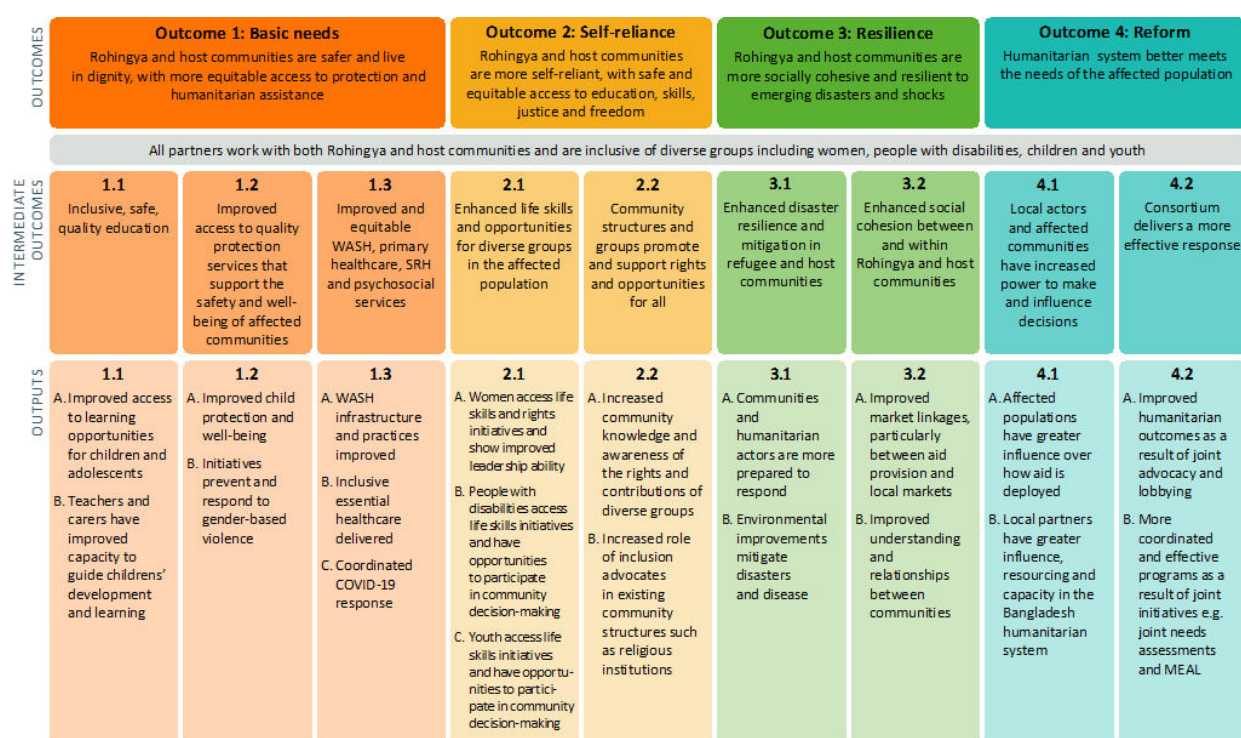 OUTCOMES
Outcome 1: Basic needs
Rohingya and host communities are safer and live
in dignity, with more equitable access to protection and
humanitarian assistance
Outcome 2: Self-reliance
Rohingya and host communities
are more self-reliant, with safe and
equitable access to education, skills,
justice and freedom
Outcome 3: Resilience
Rohingya and host communities are
more socially cohesive and resilient to
emerging disasters and shocks
Outcome 4: Reform
Humanitarian system better meets
the needs of the affected population
All partners work with both Rohingya and host communities and are inclusive of diverse groups including women, people with disabilities, children and youth
INTERMEDIATE
OUTCOMES
1.1
Inclusive, safe,
quality education
1.2
Improved
access to quality
protection
services that
support the
safety and well-
being of affected
communities
1.3
Improved and
equitable
WASH, primary
healthcare, SRH
and psychosocial
services
2.1
Enhanced life skills
and opportunities
for diverse groups
in the affected
population
2.2
Community
structures and
groups promote
and support rights
and opportunities
for all
3.1
Enhanced disaster
resilience and
mitigation in
refugee and host
communities
3.2
Enhanced social
cohesion between
and within
Rohingya and host
communities
4.1
Local actors
and affected
communities
have increased
power to make
and influence
decisions
4.2
Consortium
delivers a more
effective response
OUTPUTS
1.1
A. Improved access
to learning
opportunities
for children and
adolescents
B. Teachers and
carers have
improved
capacity to
guide childrens’
development
and learning
1.2
A. Improved child
protection and
well-being
B. Initiatives
prevent and
respond to
gender-based
violence
1.3
A. WASH
infrastructure
and practices
improved
B. Inclusive
essential
healthcare
delivered
C. Coordinated
COVID-19
response
2.1
A. Women access life
skills and rights
initiatives and
show improved
leadership ability
B. People with
disabilities access
life skills initiatives
and have
opportunities
to participate
in community
decision-making
C. Youth access life
skills initiatives
and have opportu-
nities to partici-
pate in community
decision-making
2.2
A. Increased
community
knowledge and
awareness of
the rights and
contributions of
diverse groups
B. Increased role
of inclusion
advocates
in existing
community
structures such
as religious
institutions
3.1
A. Communities
and
humanitarian
actors are more
prepared to
respond
B. Environmental
improvements
mitigate
disasters
and disease
3.2
A. Improved
market linkages,
particularly
between aid
provision and
local markets
B. Improved
understanding
and
relationships
between
communities
4.1
A. Affected
populations
have greater
influence over
how aid is
deployed
B. Local partners
have greater
influence,
resourcing and
capacity in the
Bangladesh
humanitarian
system
4.2
A. Improved
humanitarian
outcomes as a
result of joint
advocacy and
lobbying
B. More
coordinated
and effective
programs as a
result of joint
initiatives e.g.
joint needs
assessments
and MEAL